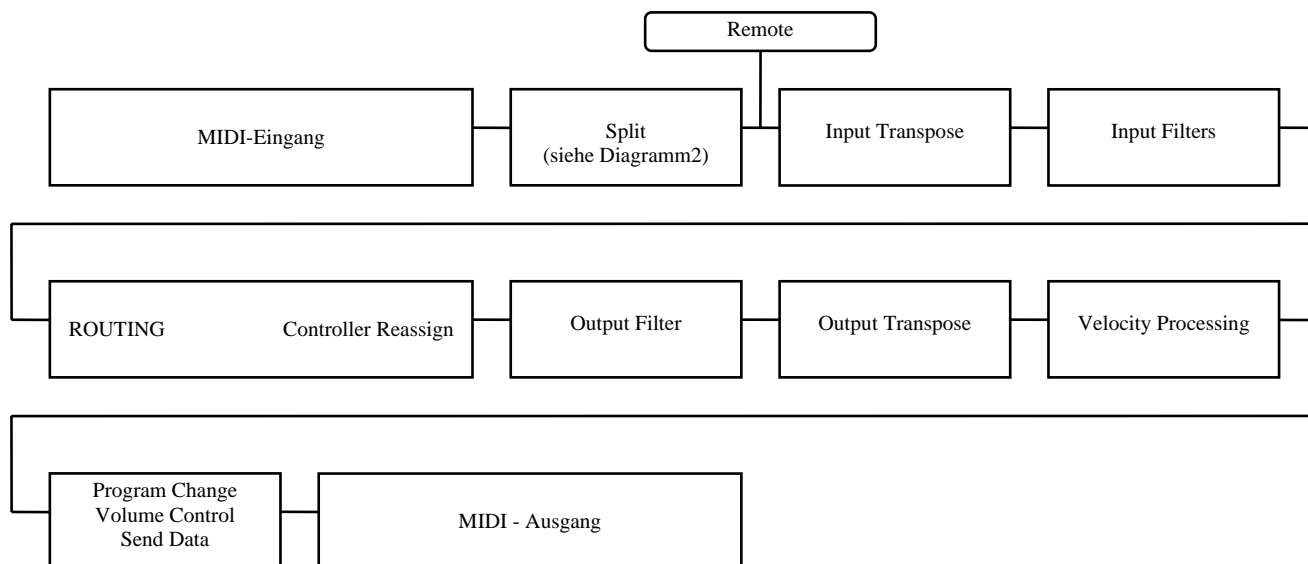 Remote
MIDI-Eingang
Split
(siehe Diagramm2)
Input Transpose
Input Filters
ROUTING Controller Reassign
Output Filter
Output Transpose
Velocity Processing
Program Change
Volume Control
Send Data
MIDI - Ausgang